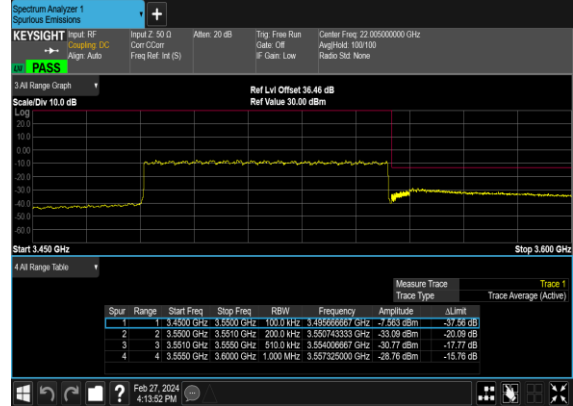 Spectrum Analyzer 1
Spurious Emissions
+
KEYSIGHT Input: RF Input Z: 50 Ω Atten: 20 dB Trig: Free Run Center Freq: 22.005000000 GHz
Coupling: DC Corr CCorr Gate: Off Avg|Hold: 100/100
Align: Auto Freq Ref: Int (S) IF Gain: Low Radio Std: None
PASS
3 All Range Graph
Ref Lvl Offset 36.46 dB
Scale/Div 10.0 dB Ref Value 30.00 dBm
Log
20.0
10.0
0.00
-10.0
-20.0
-30.0
-40.0
-50.0
-60.0
Start 3.450 GHz Stop 3.600 GHz
4 All Range Table
Measure Trace Trace 1
Trace Type Trace Average (Active)
Spur Range Start Freq Stop Freq RBW Frequency Amplitude ΔLimit
1 1 3.4500 GHz 3.5500 GHz 100.0 kHz 3.495666667 GHz -7.563 dBm -37.56 dB
2 2 3.5500 GHz 3.5510 GHz 200.0 kHz 3.550743333 GHz -33.09 dBm -20.09 dB
3 3 3.5510 GHz 3.5550 GHz 510.0 kHz 3.554006667 GHz -30.77 dBm -17.77 dB
4 4 3.5550 GHz 3.6000 GHz 1.000 MHz 3.557325000 GHz -28.76 dBm -15.76 dB
? Feb 27, 2024
4:13:52 PM